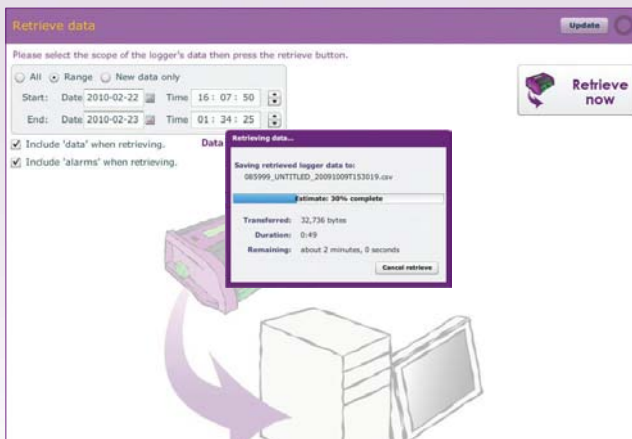 Retrieve data
Update
Please select the scope of the logger's data then press the retrieve button.
All Range New data only
Start: Date 2010-02-22 Time 16: 07: 50
End: Date 2010-02-23 Time 01: 34: 25
Include 'data' when retrieving.
Data
Include 'alarms' when retrieving.
Retrieve
now
Retrieving data...
Saving retrieved logger data to:
085999_UNTITLED_20091009T153019.csv
Estimate: 30% complete
Transferred: 32,736 bytes
Duration: 0:49
Remaining: about 2 minutes, 0 seconds
Cancel retrieve